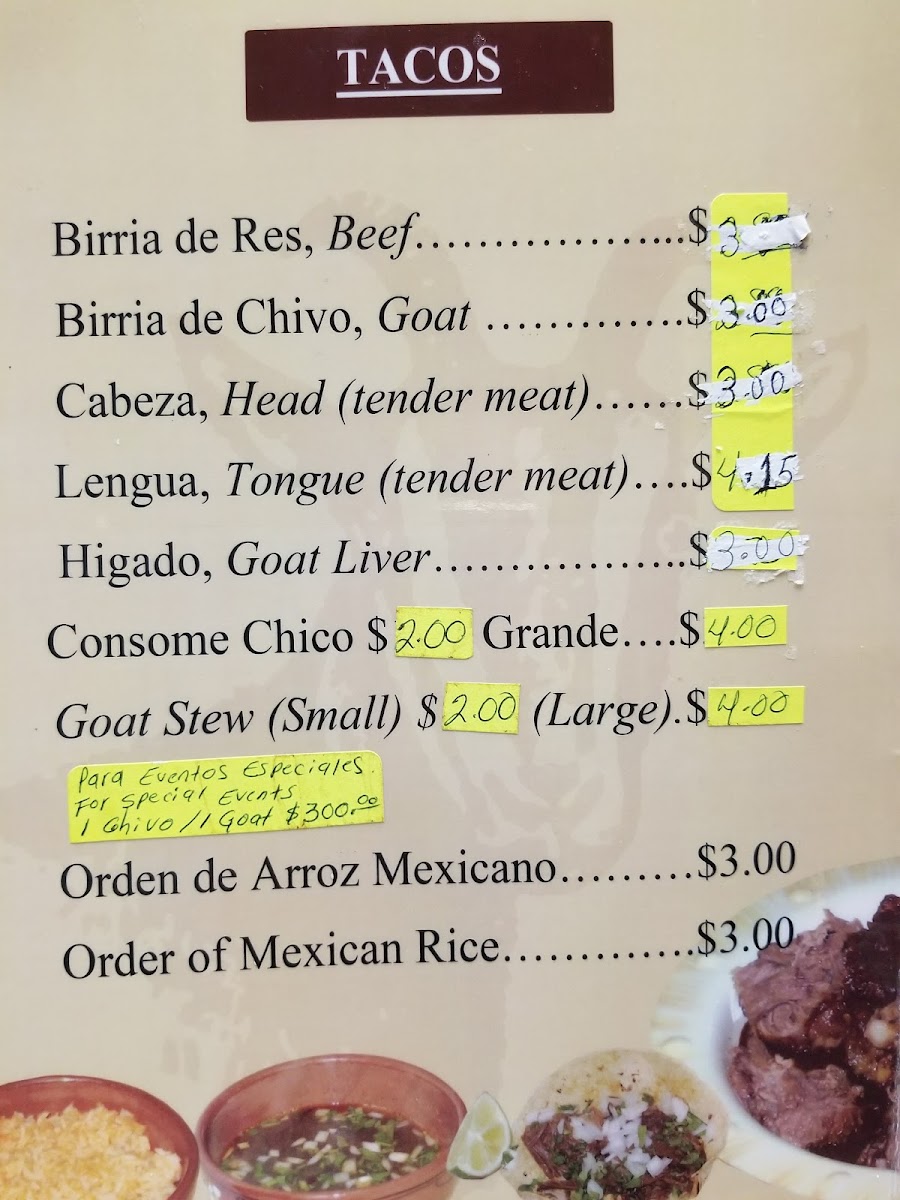 TACOS
Birria de Res, Beef..................$3
Birria de Chivo, Goat .............$3.00
Cabeza, Head (tender meat)......$3.00
Lengua, Tongue (tender meat)....$4.15
Higado, Goat Liver.................$3.00
Consome Chico $2.00 Grande....$4.00
Goat Stew (Small) $2.00 (Large).$4.00
Para Eventos Especiales
For Special Events
1 Chivo / 1 Goat $300.00
Orden de Arroz Mexicano.........$3.00
Order of Mexican Rice.............$3.00